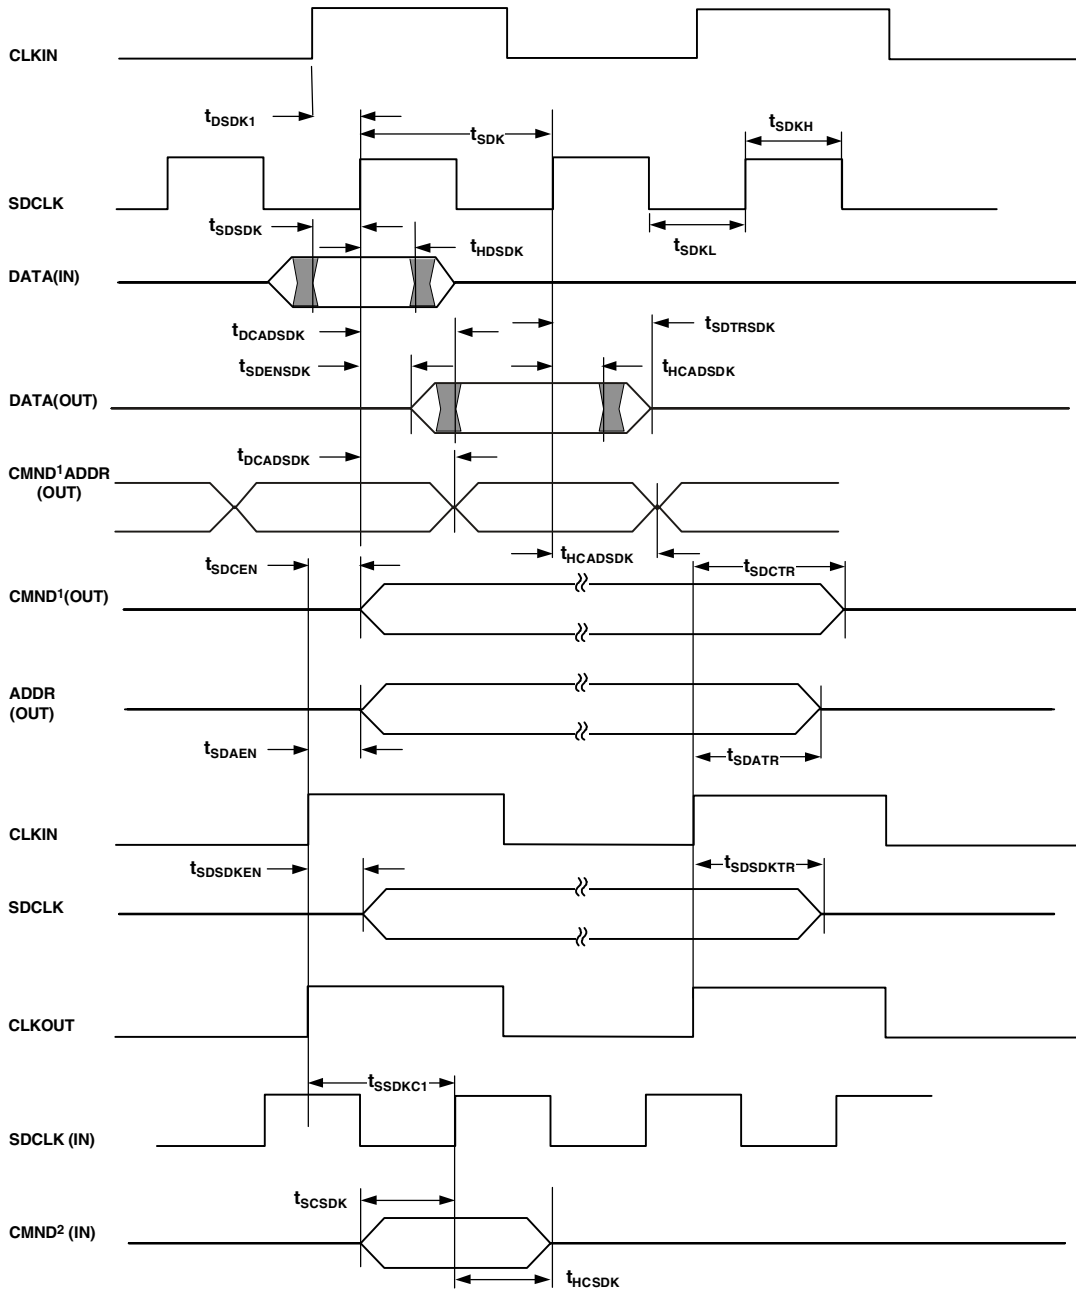 CLKIN
tDSDK1
tSDK
tSDKH
SDCLK
tSDSDK
tHDSDK
tSDKL
DATA(IN)
tDCADSDK
tSDTRSDK
tSDENSDK
tHCADSDK
DATA(OUT)
tDCADSDK
CMND¹ADDR
(OUT)
tHCADSDK
tSDCEN
tSDCTR
CMND¹(OUT)
ADDR
(OUT)
tSDAEN
tSDATR
CLKIN
tSDSDKEN
tSDSDKTR
SDCLK
CLKOUT
tSSDKC1
SDCLK (IN)
tSCSDK
CMND² (IN)
tHCSDK